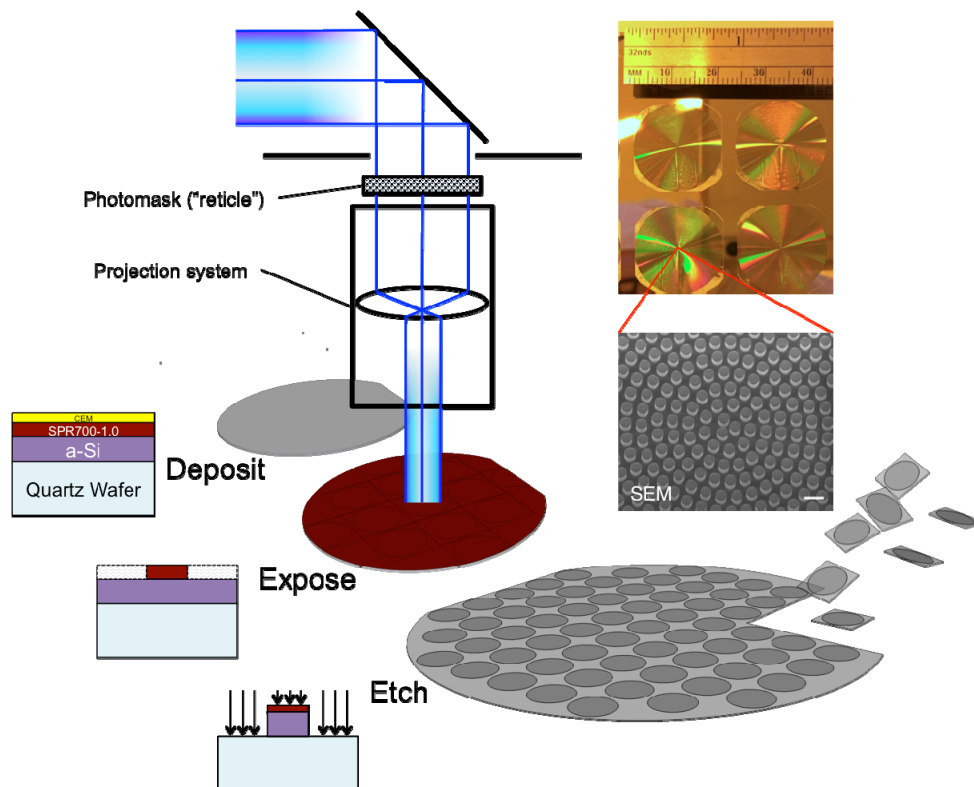 1
32nds
MM
10
20
30
40
Photomask ("reticle")
Projection system
CEM
SPR700-1.0
a-Si
Quartz Wafer
Deposit
SEM
Expose
Etch